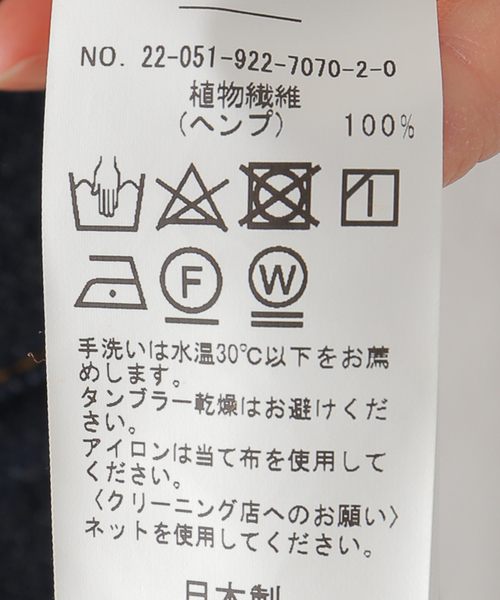 NO. 22-051-922-7070-2-0
植物繊維
(ヘンプ) 100%
F W
手洗いは水温30℃以下をお薦
めします。
タンブラー乾燥はお避けくだ
さい。
アイロンは当て布を使用して
ください。
〈クリーニング店へのお願い〉
ネットを使用してください。
日本製